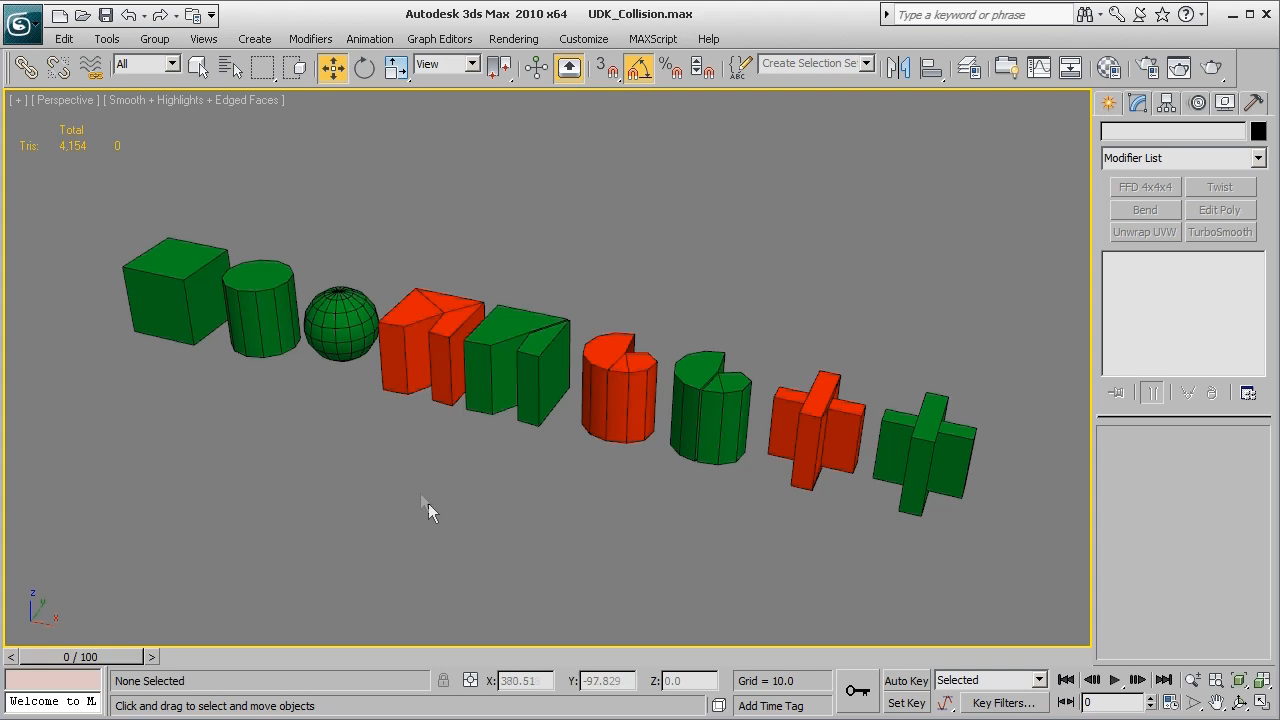 Autodesk 3ds Max 2010 x64 UDK_Collision.max
Type a keyword or phrase
Edit Tools Group Views Create Modifiers Animation Graph Editors Rendering Customize MAXScript Help
All
View
3
Create Selection Se
[ + ] [ Perspective ] [ Smooth + Highlights + Edged Faces ]
Total
Tris: 4,154 0
Modifier List
FFD 4x4x4 Twist
Bend Edit Poly
Unwrap UVW TurboSmooth
z
y
x
< 0 / 100 >
None Selected
X: 380.51 Y: -97.829 Z: 0.0
Grid = 10.0
Auto Key Selected
Welcome to M
Click and drag to select and move objects
Add Time Tag
Set Key Key Filters...
0